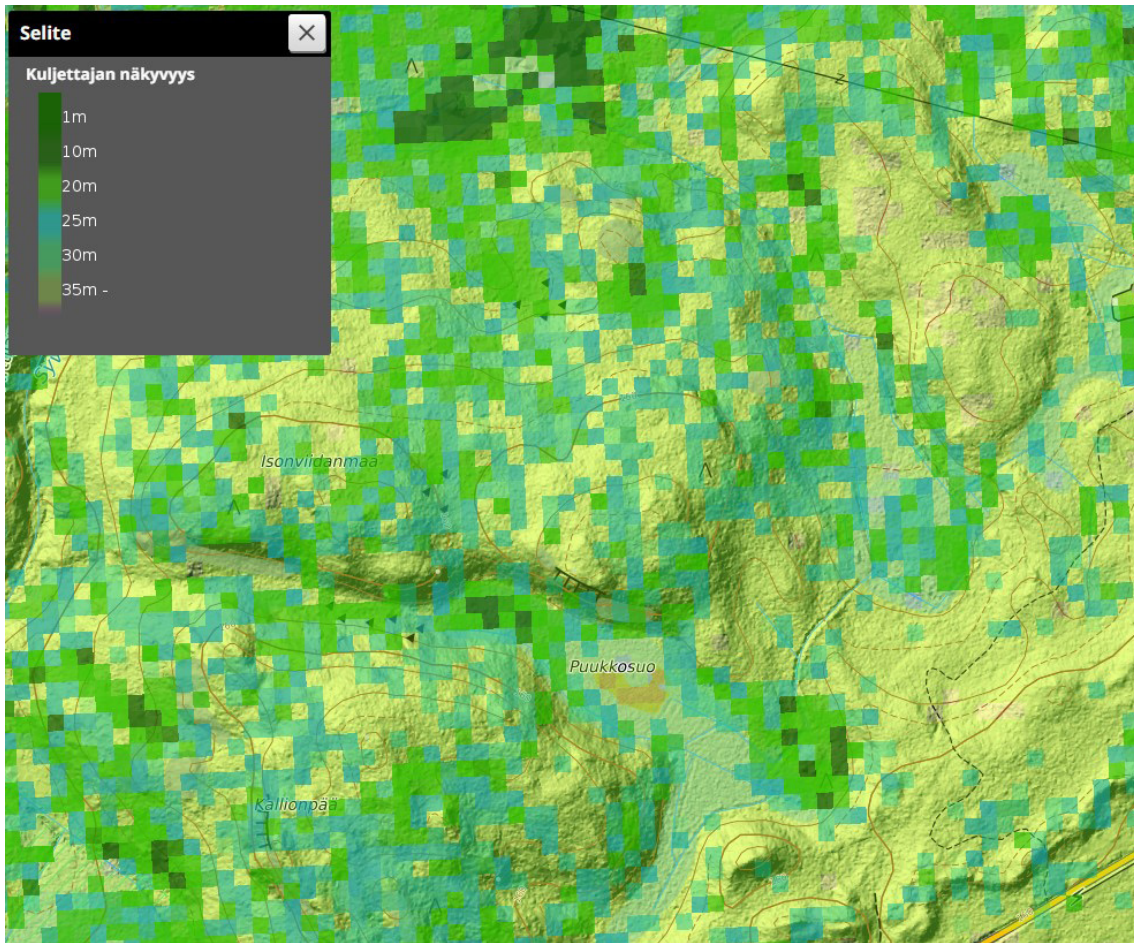 Selite
Kuljettajan näkyvyys
1m
10m
20m
25m
30m
35m -
Isonviidanmaa
Puukkosuo
Kallionpää